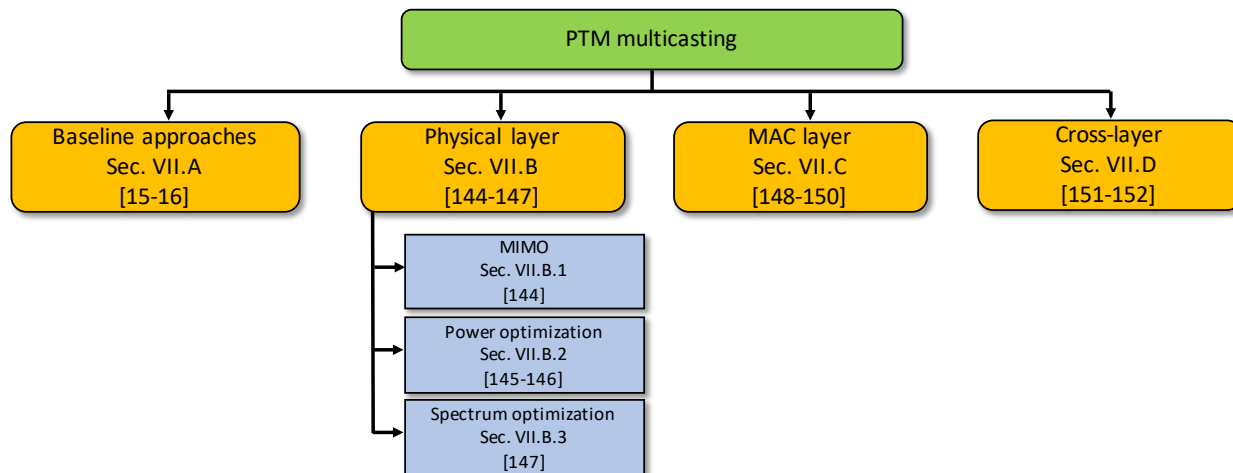 PTM multicasting
Baseline approaches
Sec. VII.A
[15-16]
Physical layer
Sec. VII.B
[144-147]
MAC layer
Sec. VII.C
[148-150]
Cross-layer
Sec. VII.D
[151-152]
MIMO
Sec. VII.B.1
[144]
Power optimization
Sec. VII.B.2
[145-146]
Spectrum optimization
Sec. VII.B.3
[147]